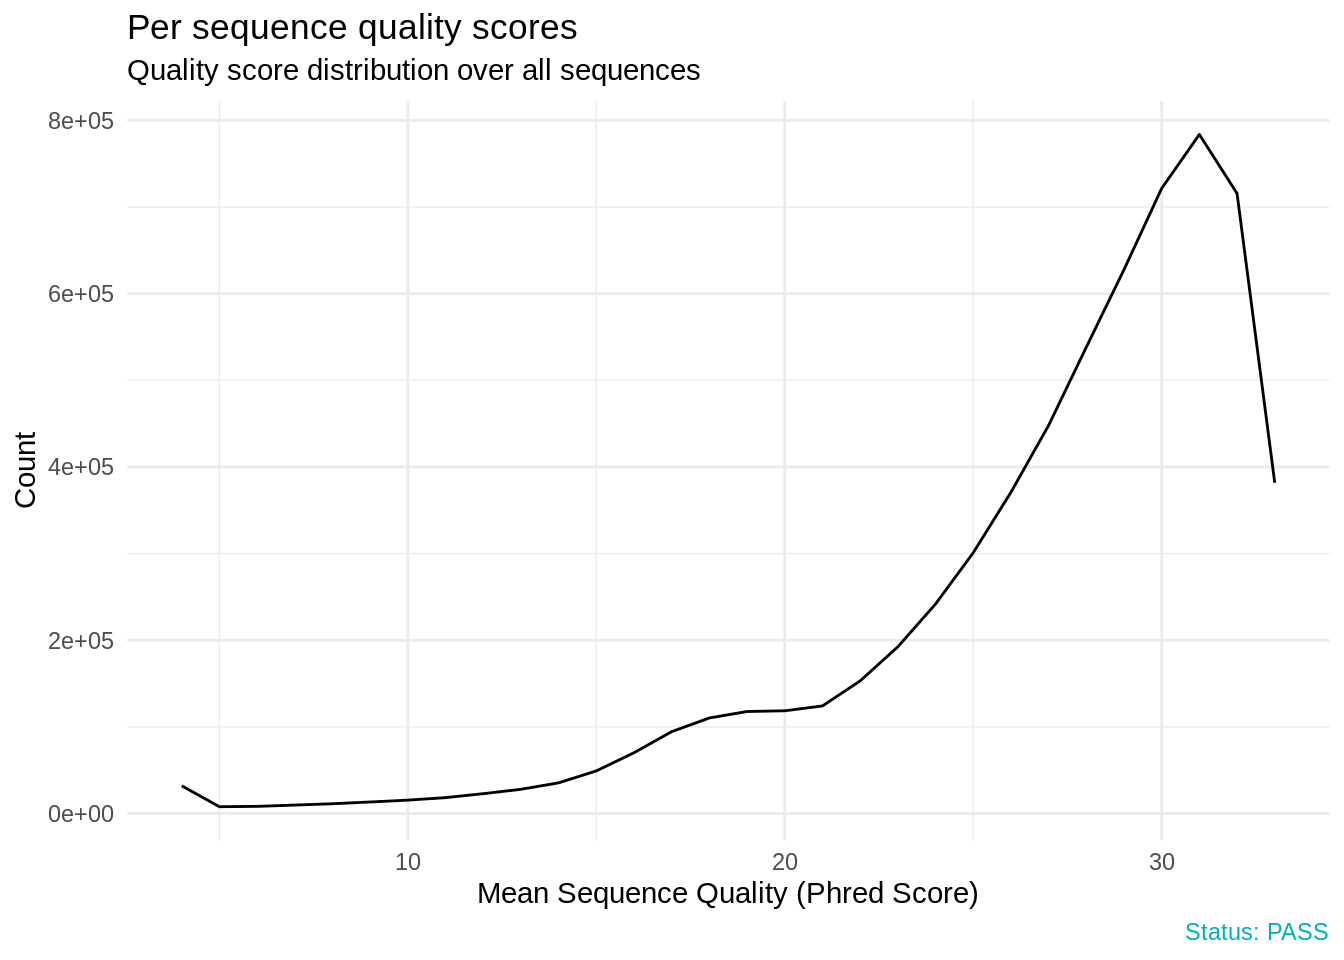 Per sequence quality scores
Quality score distribution over all sequences
8e+05
6e+05
4e+05
2e+05
0e+00
Count
10 20 30
Mean Sequence Quality (Phred Score)
Status: PASS